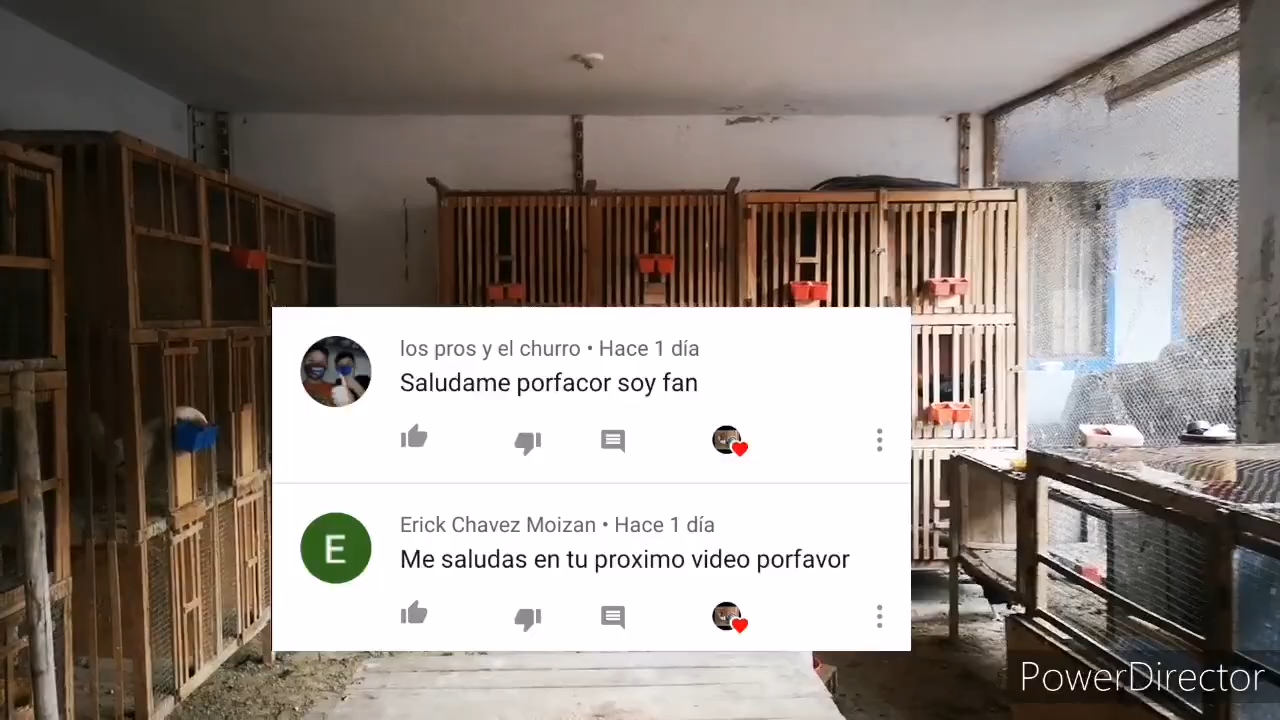 los pros y el churro • Hace 1 día
Saludame porfacor soy fan
E
Erick Chavez Moizan • Hace 1 día
Me saludas en tu proximo video porfavor
PowerDirector